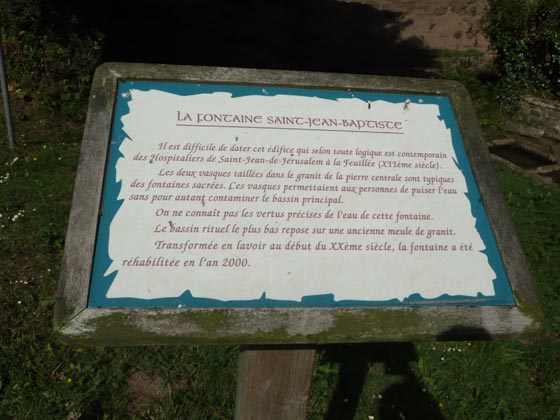 La fontaine Saint-Jean-Baptiste
Il est difficile de dater cet édifice qui selon toute logique est contemporain
des Hospitaliers de Saint-Jean-de-Jérusalem à la Feuillée (XIIème siècle).
Les deux vasques taillées dans le granit de la pierre centrale sont typiques
des fontaines sacrées. Les vasques permettaient aux personnes de puiser l'eau
sans pour autant contaminer le bassin principal.
On ne connaît pas les vertus précises de l'eau de cette fontaine.
Le bassin rituel le plus bas repose sur une ancienne meule de granit.
Transformée en lavoir au début du XXème siècle, la fontaine a été
réhabilitée en l'an 2000.